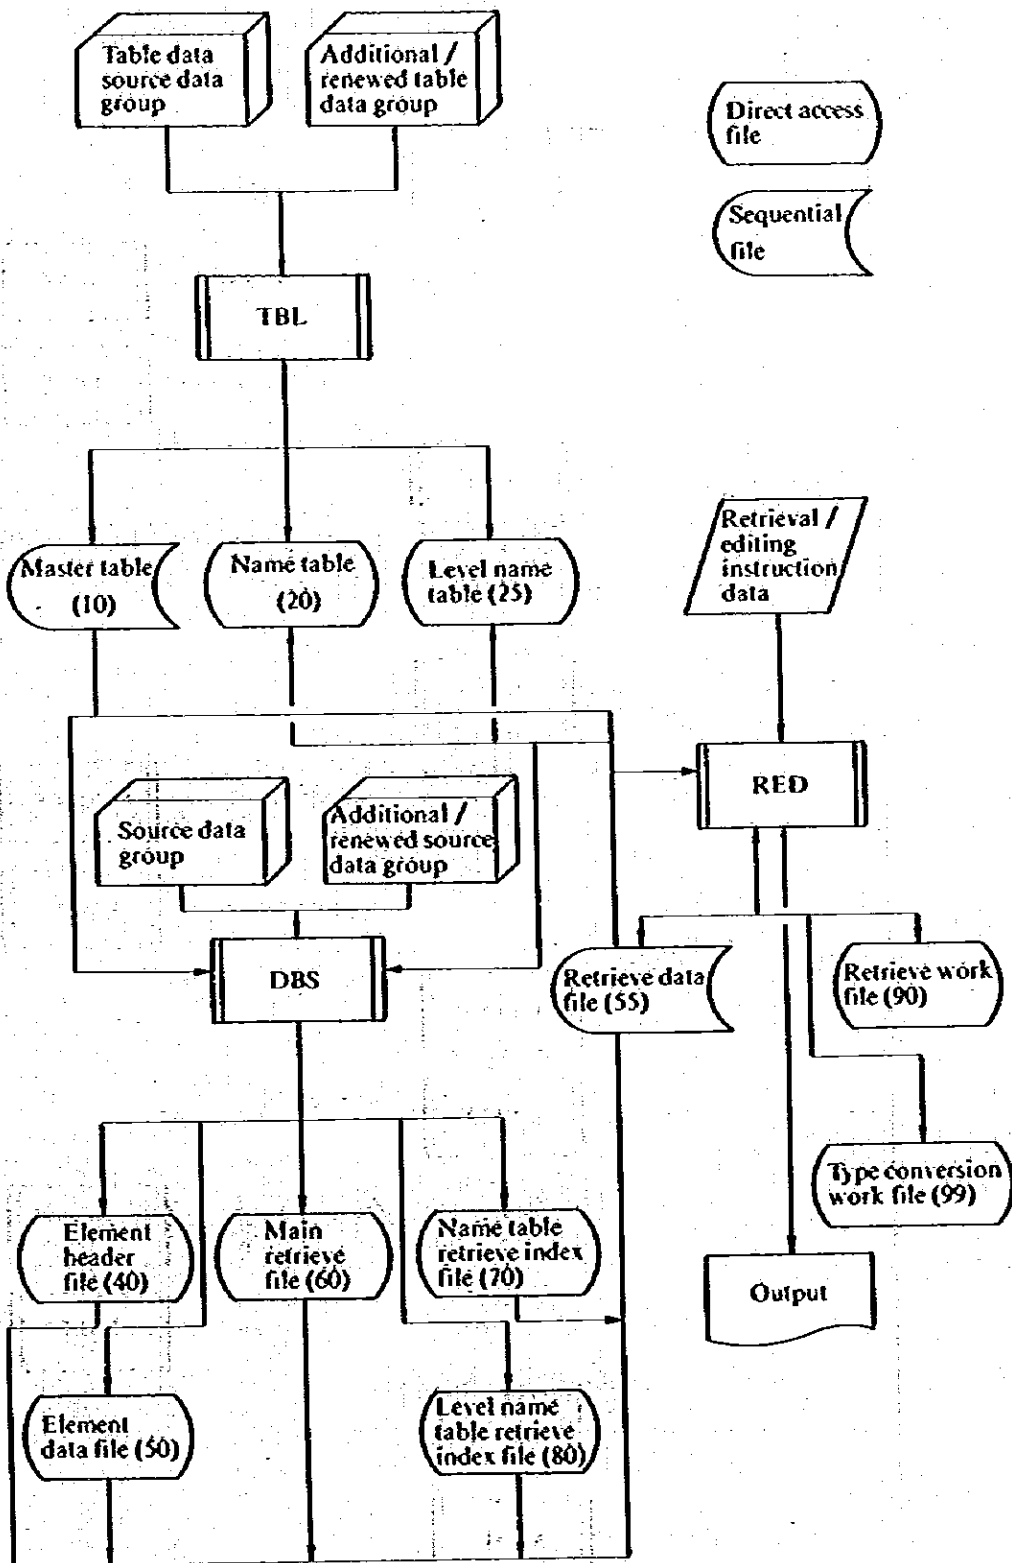 Table data
source data
group
Additional /
renewed table
data group
Direct access
file
Sequential
file
TBL
Master table
(10)
Name table
(20)
Level name
table (25)
Retrieval /
editing
instruction
data
Source data
group
Additional /
renewed source
data group
RED
DBS
Retrieve data
file (55)
Retrieve work
file (90)
Type conversion
work file (99)
Element
header
file (40)
Main
retrieve
file (60)
Name table
retrieve index
file (70)
Output
Element
data file (50)
Level name
table retrieve
index file (80)